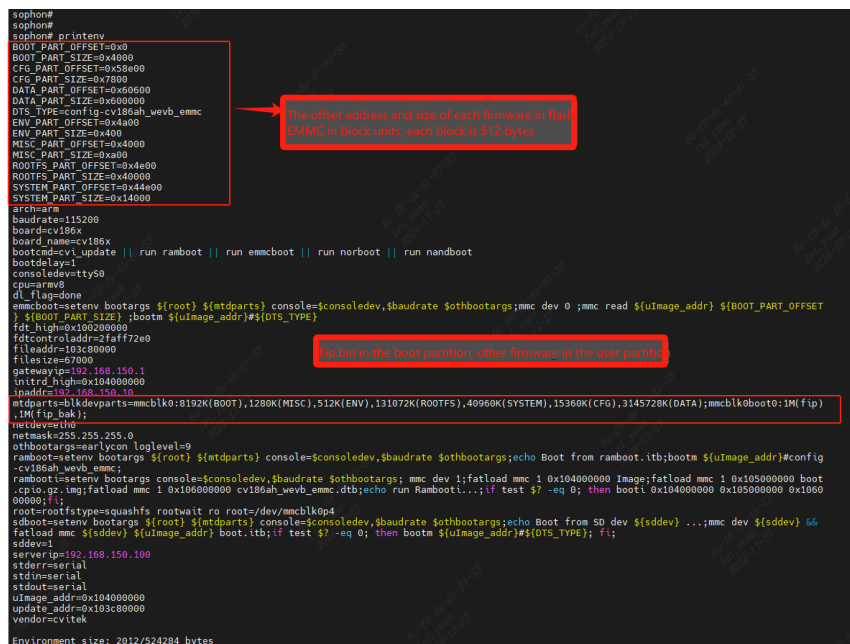 sophon#
sophon#
sophon# printenv
BOOT_PART_OFFSET=0x0
BOOT_PART_SIZE=0x4000
CFG_PART_OFFSET=0x58e00
CFG_PART_SIZE=0x7800
DATA_PART_OFFSET=0x60600
DATA_PART_SIZE=0x600000
DTS_TYPE=config-cv186ah_wevb_emmc
ENV_PART_OFFSET=0x4a00
ENV_PART_SIZE=0x400
MISC_PART_OFFSET=0x4000
MISC_PART_SIZE=0xa00
ROOTFS_PART_OFFSET=0x4e00
ROOTFS_PART_SIZE=0x40000
SYSTEM_PART_OFFSET=0x44e00
SYSTEM_PART_SIZE=0x14000
The offset address and size of each firmware in flash
EMMC in block units, each block is 512 bytes
arch=arm
baudrate=115200
board=cv186x
board_name=cv186x
bootcmd=cvi_update || run ramboot || run emmcboot || run norboot || run nandboot
bootdelay=1
consoledev=ttyS0
cpu=armv8
dl_flag=done
emmcboot=setenv bootargs ${root} ${mtdparts} console=$consoledev,$baudrate $othbootargs;mmc dev 0 ;mmc read ${uImage_addr} ${BOOT_PART_OFFSET
} ${BOOT_PART_SIZE} ;bootm ${uImage_addr}#${DTS_TYPE}
fdt_high=0x100200000
fdtcontroladdr=2faff72e0
fileaddr=103c80000
filesize=67000
gatewayip=192.168.150.1
initrd_high=0x104000000
ipaddr=192.168.150.10
Fip.bin in the boot partition, other firmware in the user partition
mtdparts=blkdevparts=mmcblk0:8192K(BOOT),1280K(MISC),512K(ENV),131072K(ROOTFS),40960K(SYSTEM),15360K(CFG),3145728K(DATA);mmcblk0boot0:1M(fip)
,1M(fip_bak);
netdev=eth0
netmask=255.255.255.0
othbootargs=earlycon loglevel=9
ramboot=setenv bootargs ${root} ${mtdparts} console=$consoledev,$baudrate $othbootargs;echo Boot from ramboot.itb;bootm ${uImage_addr}#config
-cv186ah_wevb_emmc;
rambooti=setenv bootargs console=$consoledev,$baudrate $othbootargs; mmc dev 1;fatload mmc 1 0x104000000 Image;fatload mmc 1 0x105000000 boot
.cpio.gz.img;fatload mmc 1 0x106000000 cv186ah_wevb_emmc.dtb;echo run Rambooti...;if test $? -eq 0; then booti 0x104000000 0x105000000 0x1060
00000;fi;
root=rootfstype=squashfs rootwait ro root=/dev/mmcblk0p4
sdboot=setenv bootargs ${root} ${mtdparts} console=$consoledev,$baudrate $othbootargs;echo Boot from SD dev ${sddev} ...;mmc dev ${sddev} &&
fatload mmc ${sddev} ${uImage_addr} boot.itb;if test $? -eq 0; then bootm ${uImage_addr}#${DTS_TYPE}; fi;
sddev=1
serverip=192.168.150.100
stderr=serial
stdin=serial
stdout=serial
uImage_addr=0x104000000
update_addr=0x103c80000
vendor=cvitek
Environment size: 2012/524284 bytes